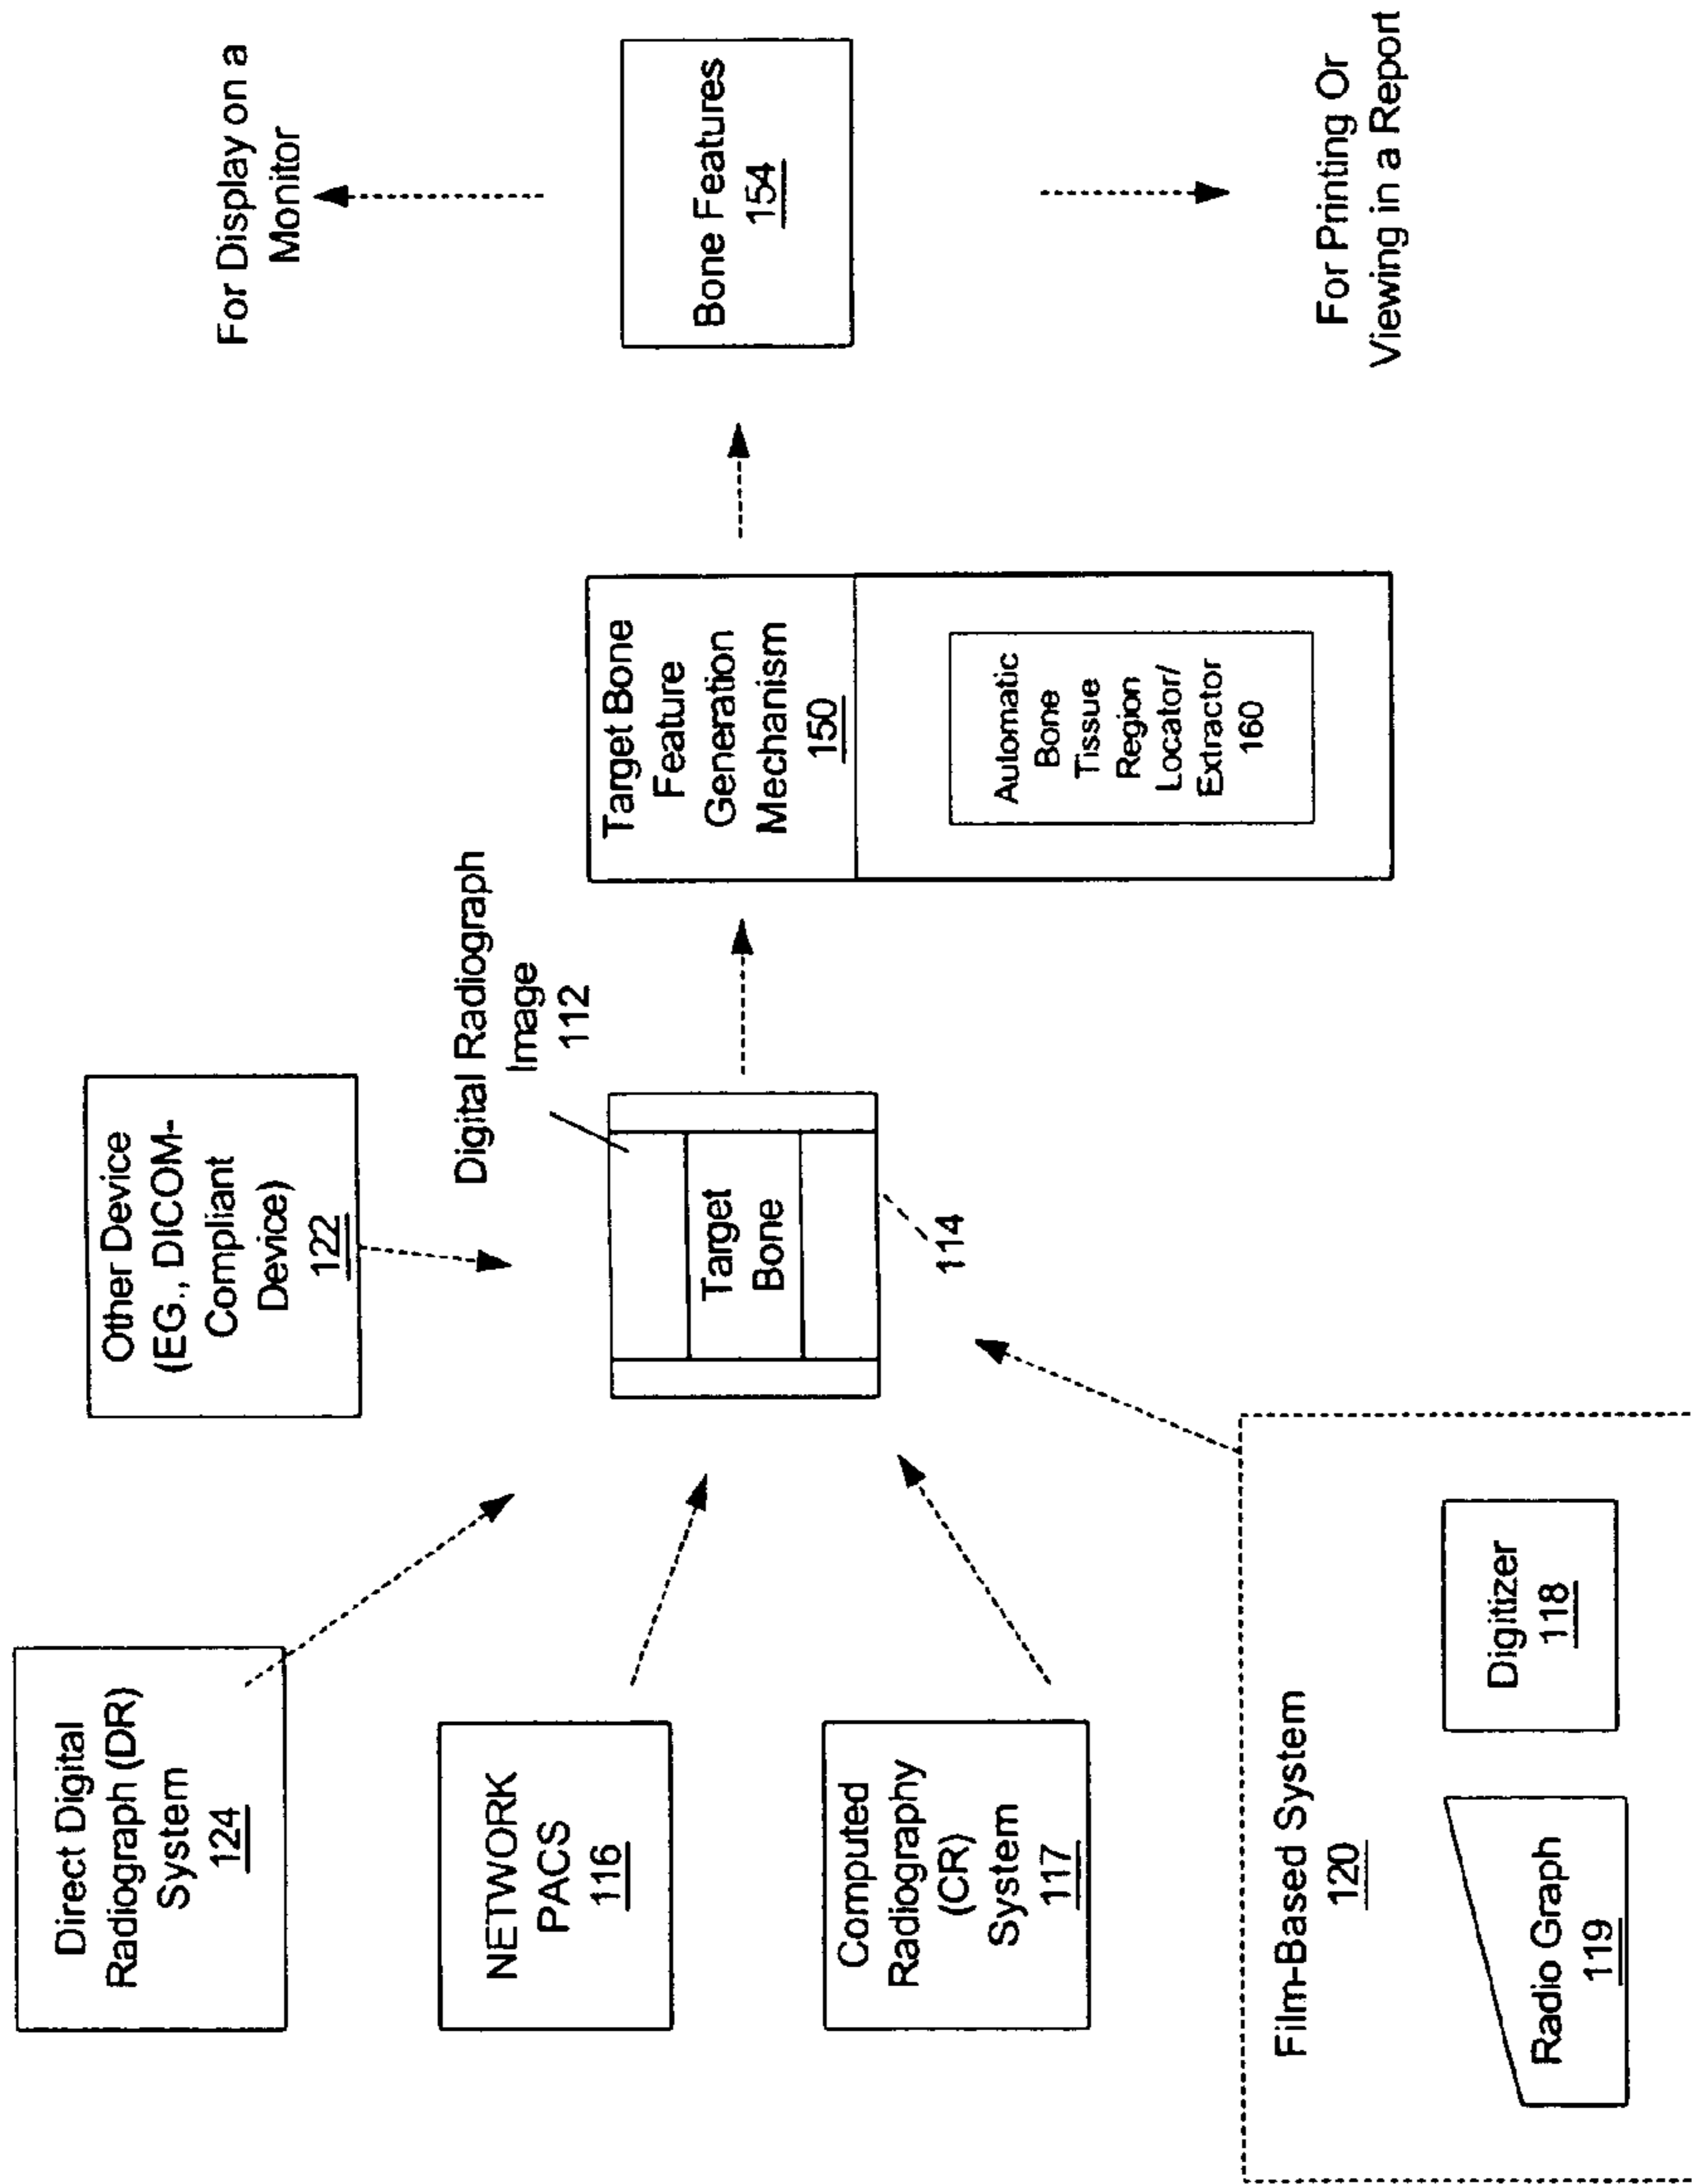 Direct Digital
Radiograph (DR)
System
124
NETWORK
PACS
116
Computed
Radiography
(CR)
System
117
Film-Based System
120
Radio Graph
119
Digitizer
118
Other Device
(EG., DICOM-
Compliant
Device)
122
Digital Radiograph
Image
112
Target
Bone
114
Target Bone
Feature
Generation
Mechanism
150
Automatic
Bone
Tissue
Region
Locator/
Extractor
160
For Display on a
Monitor
Bone Features
154
For Printing Or
Viewing in a Report